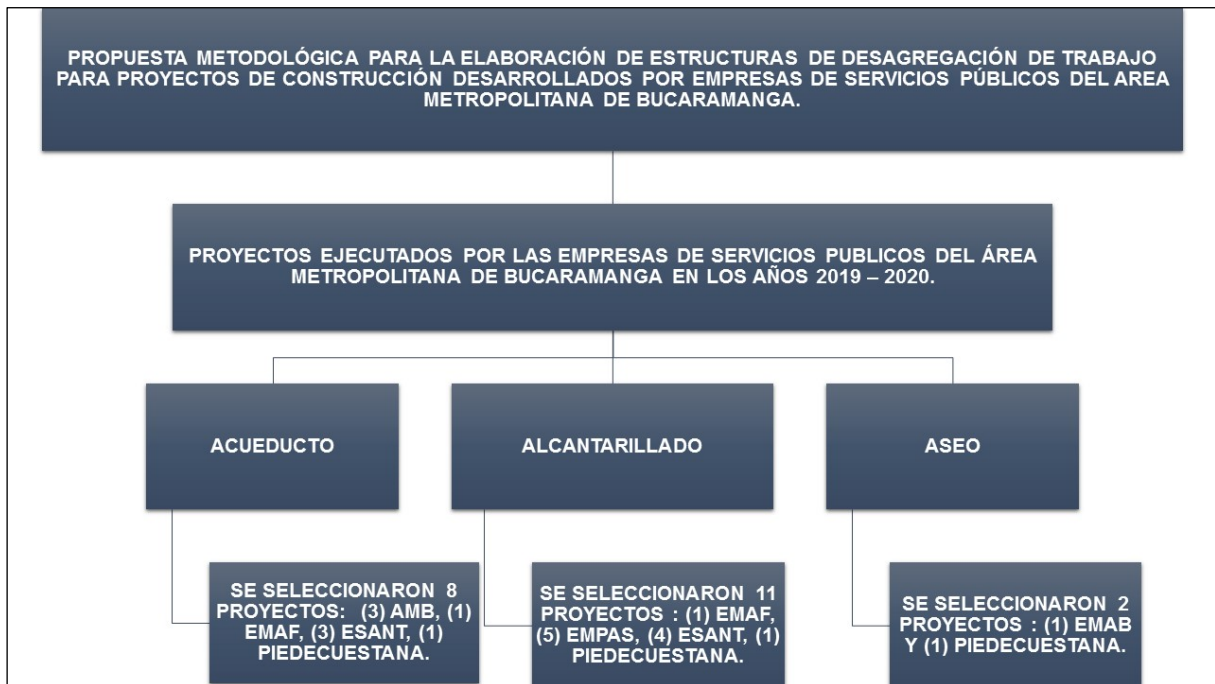 PROPUESTA METODOLÓGICA PARA LA ELABORACIÓN DE ESTRUCTURAS DE DESAGREGACIÓN DE TRABAJO
PARA PROYECTOS DE CONSTRUCCIÓN DESARROLLADOS POR EMPRESAS DE SERVICIOS PÚBLICOS DEL AREA
METROPOLITANA DE BUCARAMANGA.
PROYECTOS EJECUTADOS POR LAS EMPRESAS DE SERVICIOS PUBLICOS DEL ÁREA
METROPOLITANA DE BUCARAMANGA EN LOS AÑOS 2019 – 2020.
ACUEDUCTO
ALCANTARILLADO
ASEO
SE SELECCIONARON 8
PROYECTOS: (3) AMB, (1)
EMAF, (3) ESANT, (1)
PIEDECUESTANA.
SE SELECCIONARON 11
PROYECTOS : (1) EMAF,
(5) EMPAS, (4) ESANT, (1)
PIEDECUESTANA.
SE SELECCIONARON 2
PROYECTOS : (1) EMAB
Y (1) PIEDECUESTANA.